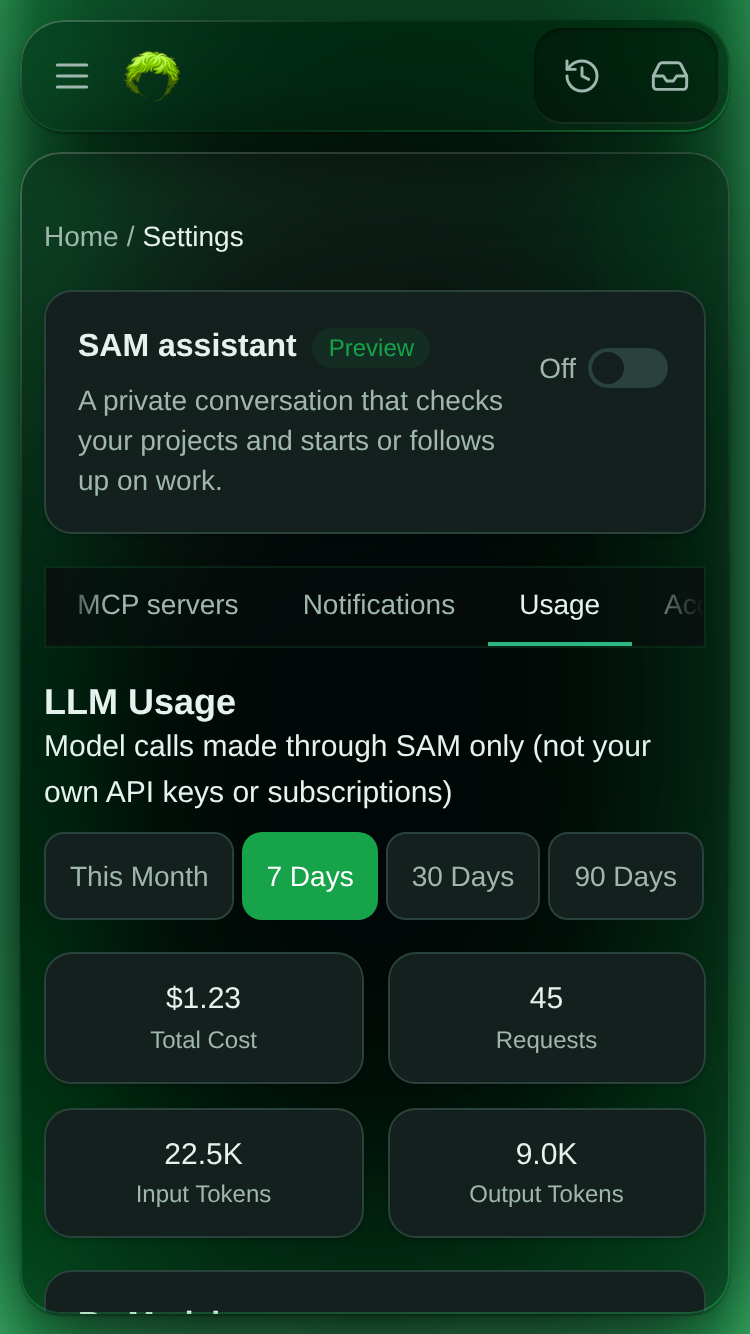 Home / Settings
SAM assistant Preview
Off
A private conversation that checks
your projects and starts or follows
up on work.
MCP servers Notifications Usage
LLM Usage
Model calls made through SAM only (not your
own API keys or subscriptions)
This Month 7 Days 30 Days 90 Days
$1.23 45
Total Cost Requests
22.5K 9.0K
Input Tokens Output Tokens